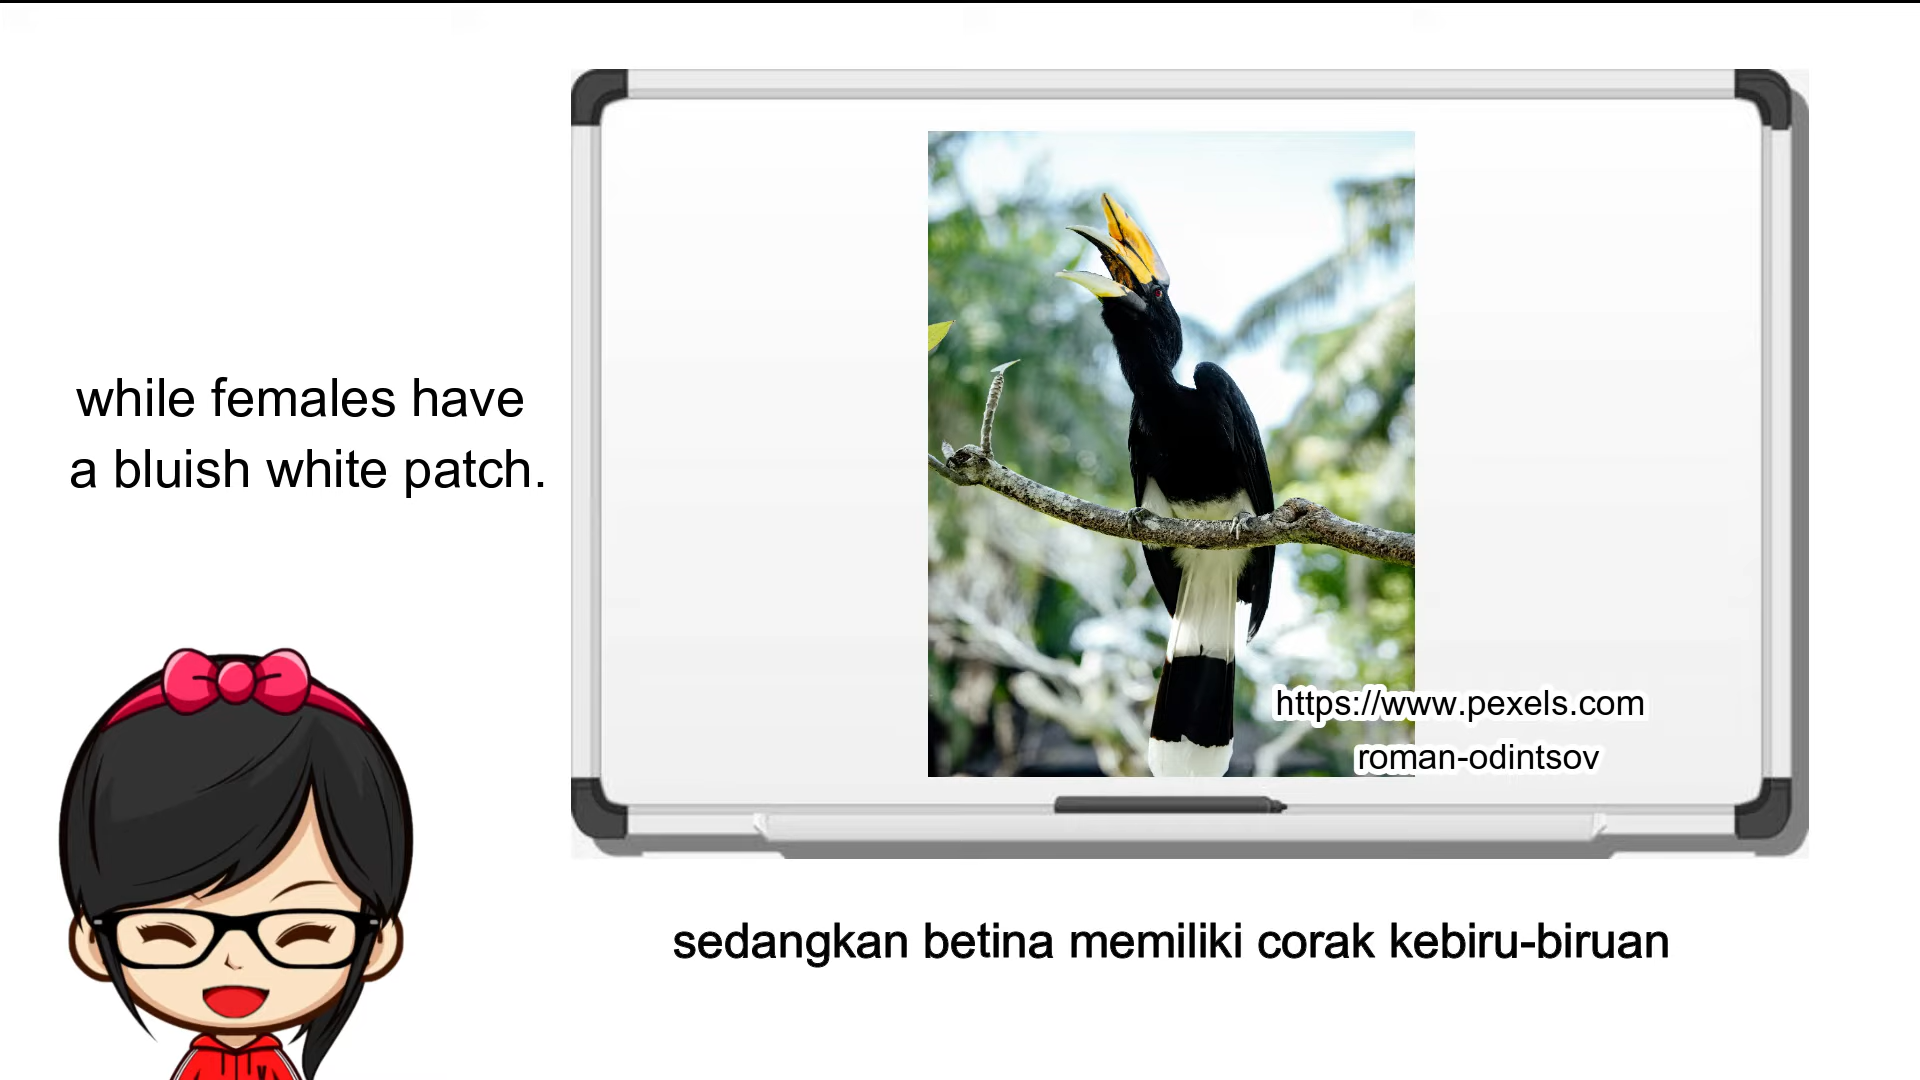 while females have
a bluish white patch.
https://www.pexels.com
roman-odintsov
sedangkan betina memiliki corak kebiru-biruan